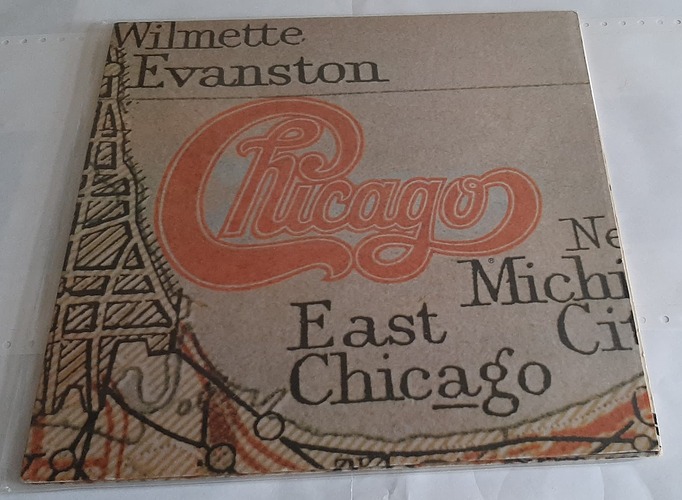 Wilmette
Evanston
Chicago
Ne
Michi
Cit
East
Chicago